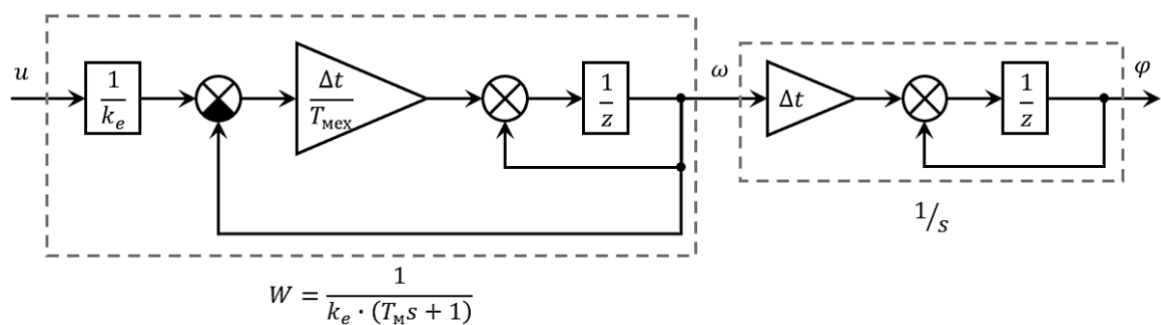 u
1/k_e
Δt/T_мех
1/z
ω
Δt
1/z
φ
1/s
W = 1/(k_e · (T_м s + 1))